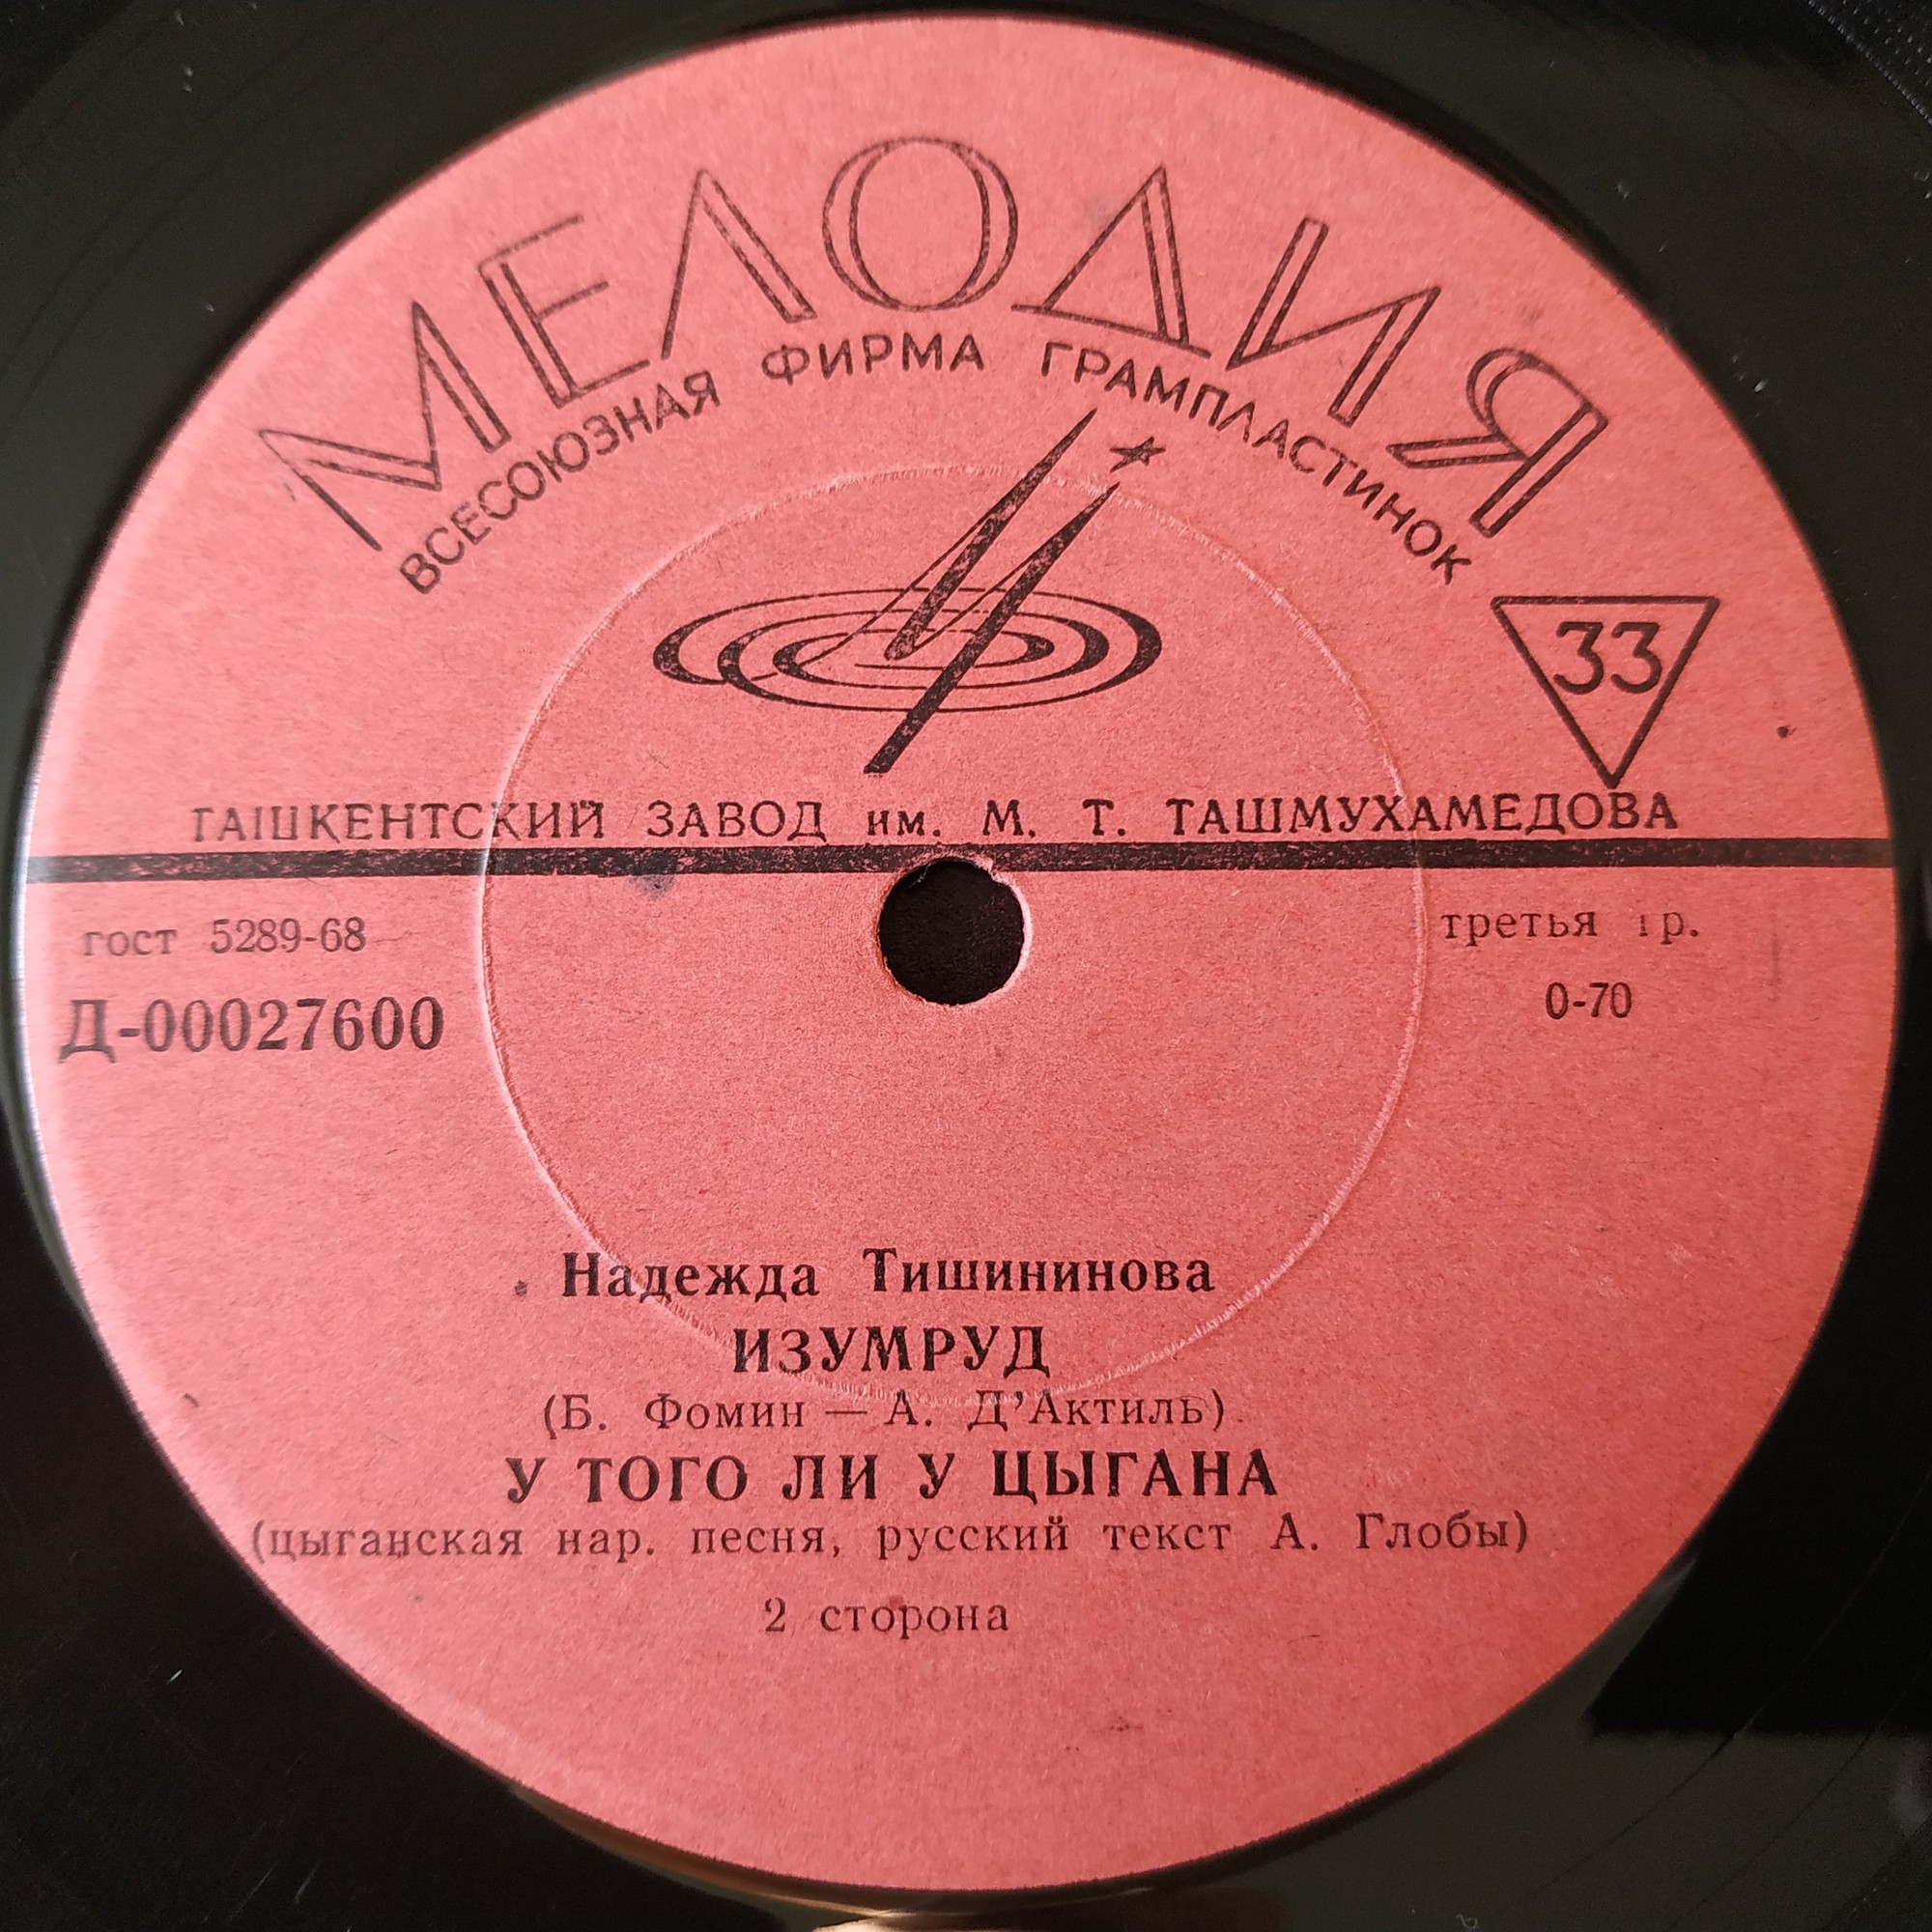 МЕЛОДИЯ
ВСЕСОЮЗНАЯ ФИРМА ГРАМПЛАСТИНОК
33
ТАШКЕНТСКИЙ ЗАВОД им. М. Т. ТАШМУХАМЕДОВА
гост 5289-68
третья гр.
Д-00027600
0-70
Надежда Тишининова
ИЗУМРУД
(Б. Фомин — А. Д’Актиль)
У ТОГО ЛИ У ЦЫГАНА
(цыганская нар. песня, русский текст А. Глобы)
2 сторона